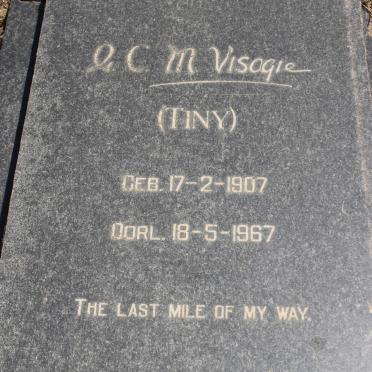 C M Visagie
(TINY)
GEB. 17-2-1907
OORL. 18-5-1967
THE LAST MILE OF MY WAY.